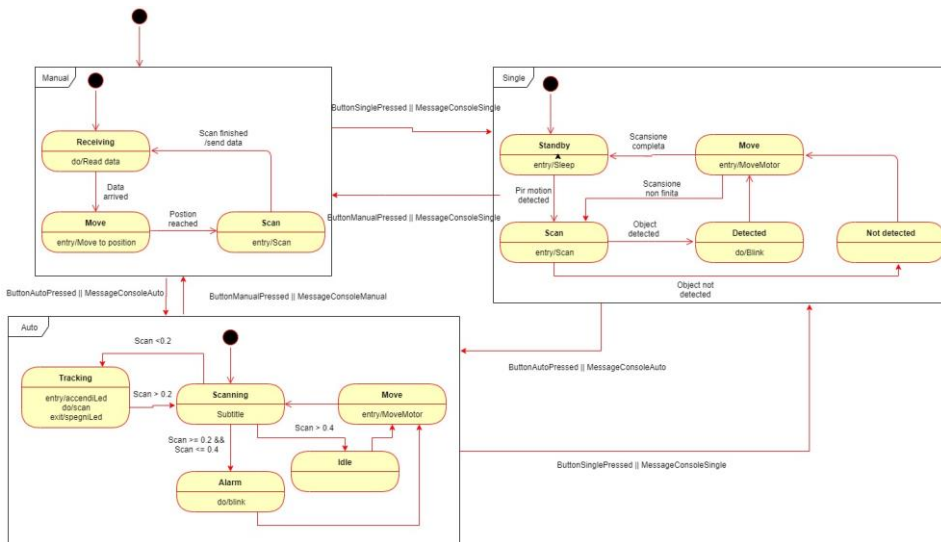 Manual
Receiving
do/Read data
Scan finished
/send data
Data
arrived
Move
entry/Move to position
Postion
reached
Scan
entry/Scan
ButtonSinglePressed || MessageConsoleSingle
ButtonManualPressed || MessageConsoleSingle
Single
Standby
entry/Sleep
Scansione
completa
Move
entry/MoveMotor
Pir motion
detected
Scansione
non finita
Scan
entry/Scan
Object
detected
Detected
do/Blink
Not detected
Object not
detected
ButtonAutoPressed || MessageConsoleAuto
ButtonManualPressed || MessageConsoleManual
Auto
Scan <0.2
Tracking
entry/accendiLed
do/scan
exit/spegniLed
Scan > 0.2
Scanning
Subtitle
Move
entry/MoveMotor
Scan > 0.4
Scan >= 0.2 &&
Scan <= 0.4
Idle
Alarm
do/blink
ButtonAutoPressed || MessageConsoleAuto
ButtonSinglePressed || MessageConsoleSingle